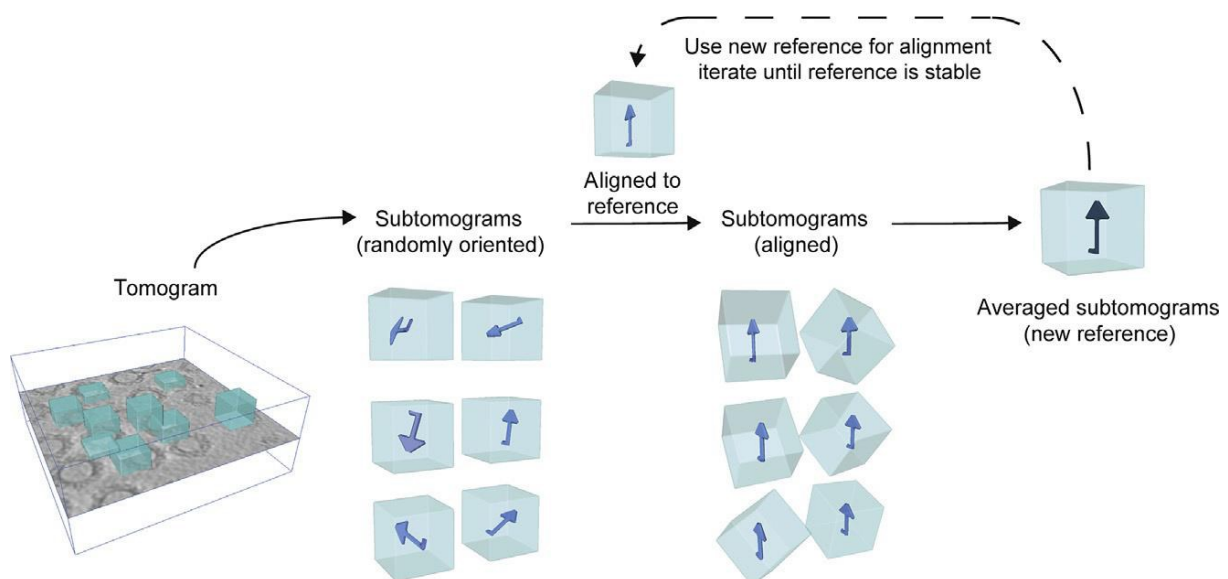 Use new reference for alignment
iterate until reference is stable
Aligned to
reference
Subtomograms
(randomly oriented)
Subtomograms
(aligned)
Tomogram
Averaged subtomograms
(new reference)